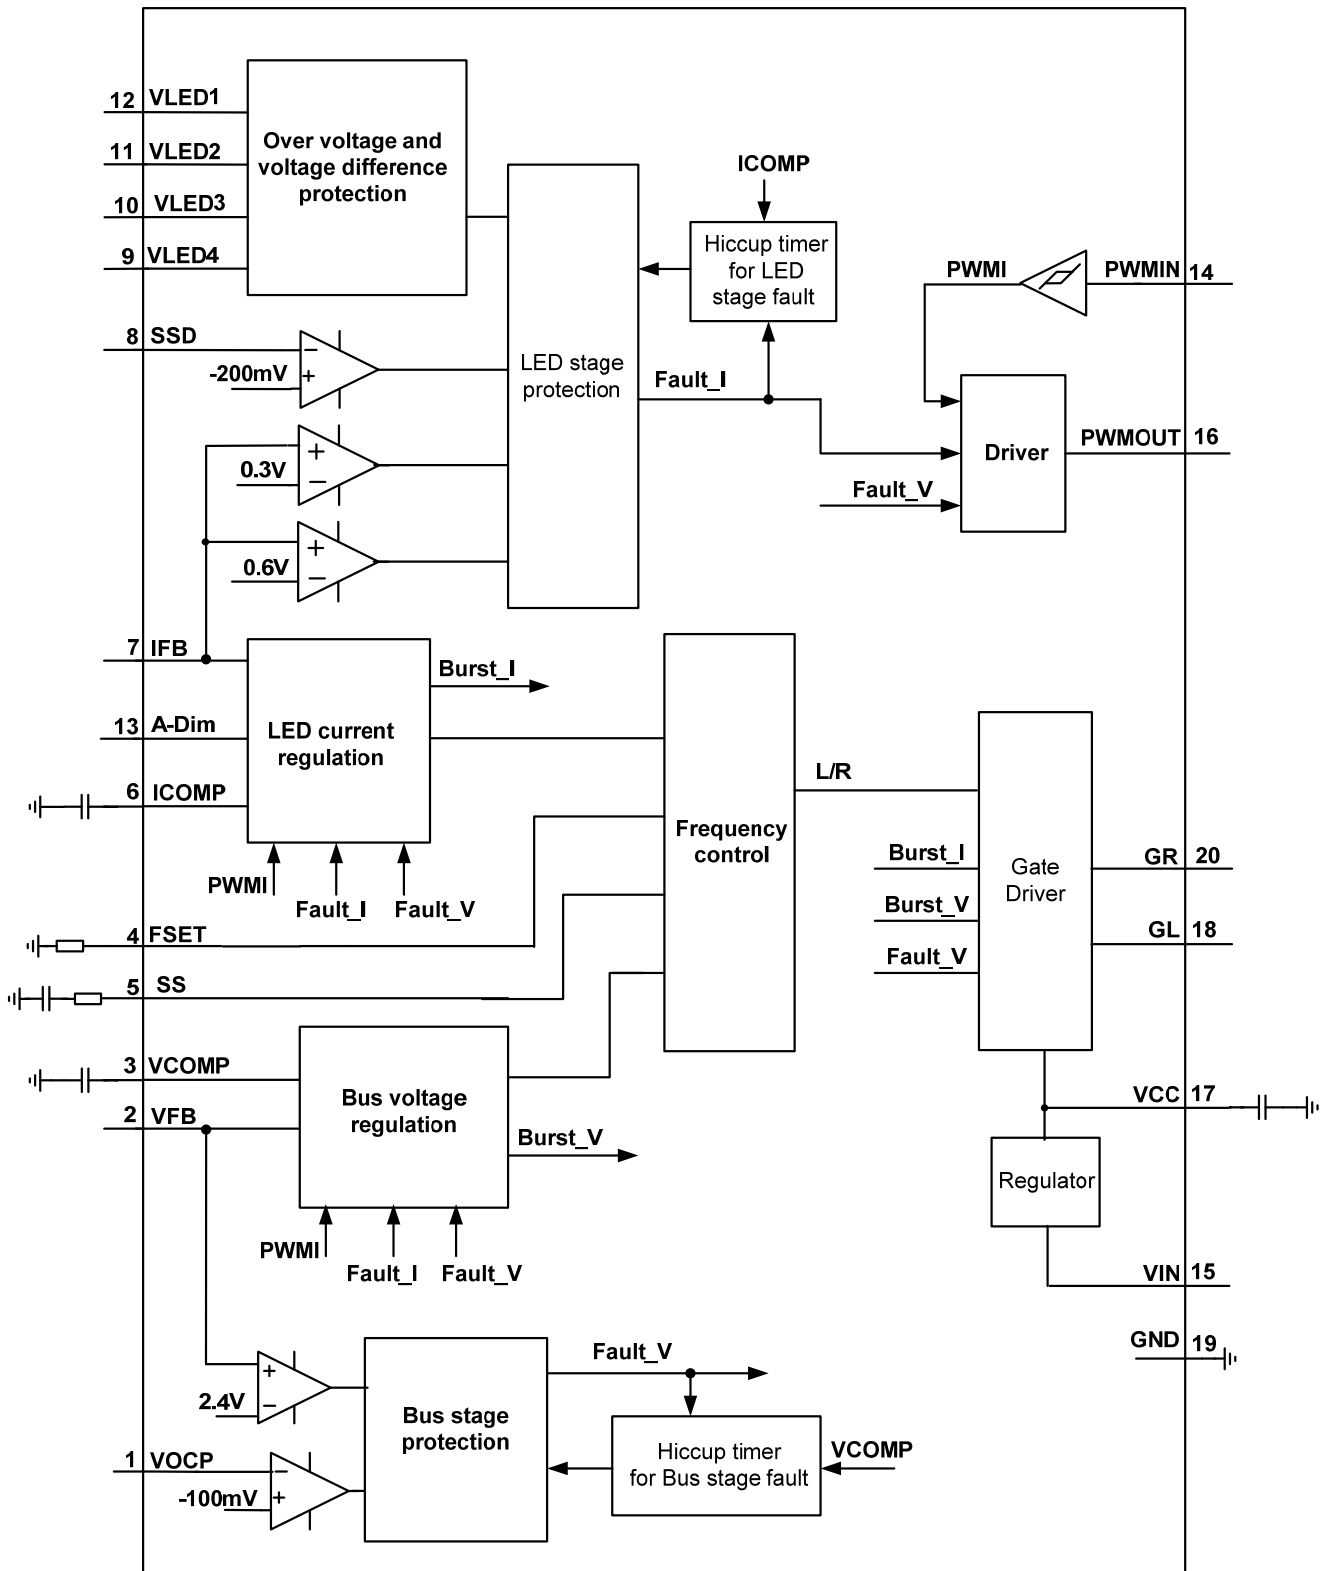 12 VLED1
11 VLED2
10 VLED3
9 VLED4
Over voltage and
voltage difference
protection
8 SSD
-200mV
−
+
+
0.3V
−
+
0.6V
−
LED stage
protection
ICOMP
Hiccup timer
for LED
stage fault
Fault_I
PWMI
PWMIN 14
Driver
PWMOUT 16
Fault_V
7 IFB
13 A-Dim
6 ICOMP
LED current
regulation
Burst_I
PWMI
Fault_I
Fault_V
4 FSET
5 SS
Frequency
control
L/R
Burst_I
Burst_V
Fault_V
Gate
Driver
GR 20
GL 18
3 VCOMP
2 VFB
Bus voltage
regulation
Burst_V
PWMI
Fault_I
Fault_V
VCC 17
Regulator
VIN 15
GND 19
+
2.4V
−
1 VOCP
−
-100mV
+
Bus stage
protection
Fault_V
Hiccup timer
for Bus stage fault
VCOMP